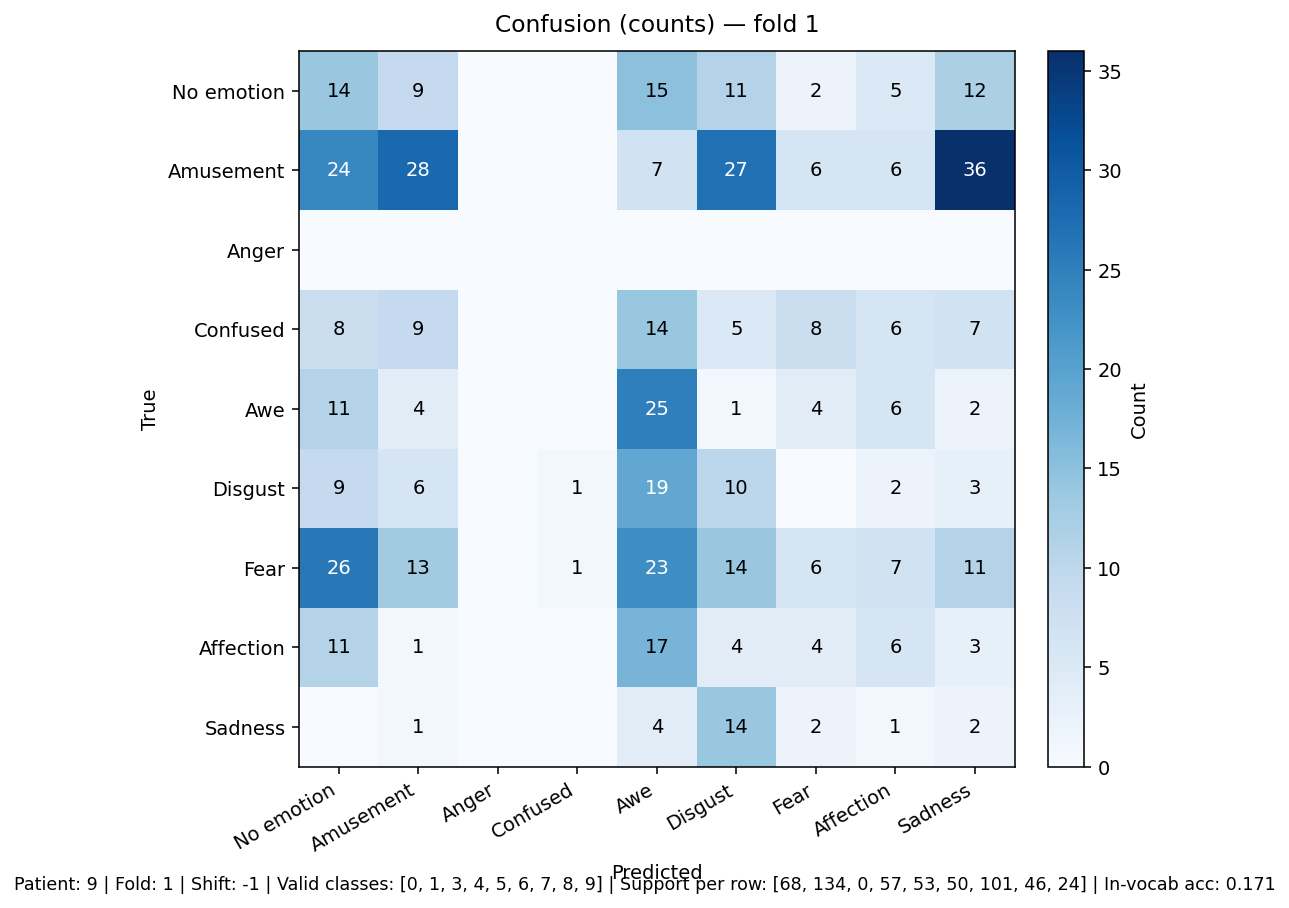 Confusion (counts) — fold 1
No emotion 14 9 15 11 2 5 12
Amusement 24 28 7 27 6 6 36
Anger
Confused 8 9 14 5 8 6 7
Awe 11 4 25 1 4 6 2
Disgust 9 6 1 19 10 2 3
Fear 26 13 1 23 14 6 7 11
Affection 11 1 17 4 4 6 3
Sadness 1 4 14 2 1 2
True
No emotion Amusement Anger Confused Awe Disgust Fear Affection Sadness
Predicted
35
30
25
20
15
10
5
0
Count
Patient: 9 | Fold: 1 | Shift: -1 | Valid classes: [0, 1, 3, 4, 5, 6, 7, 8, 9] | Support per row: [68, 134, 0, 57, 53, 50, 101, 46, 24] | In-vocab acc: 0.171